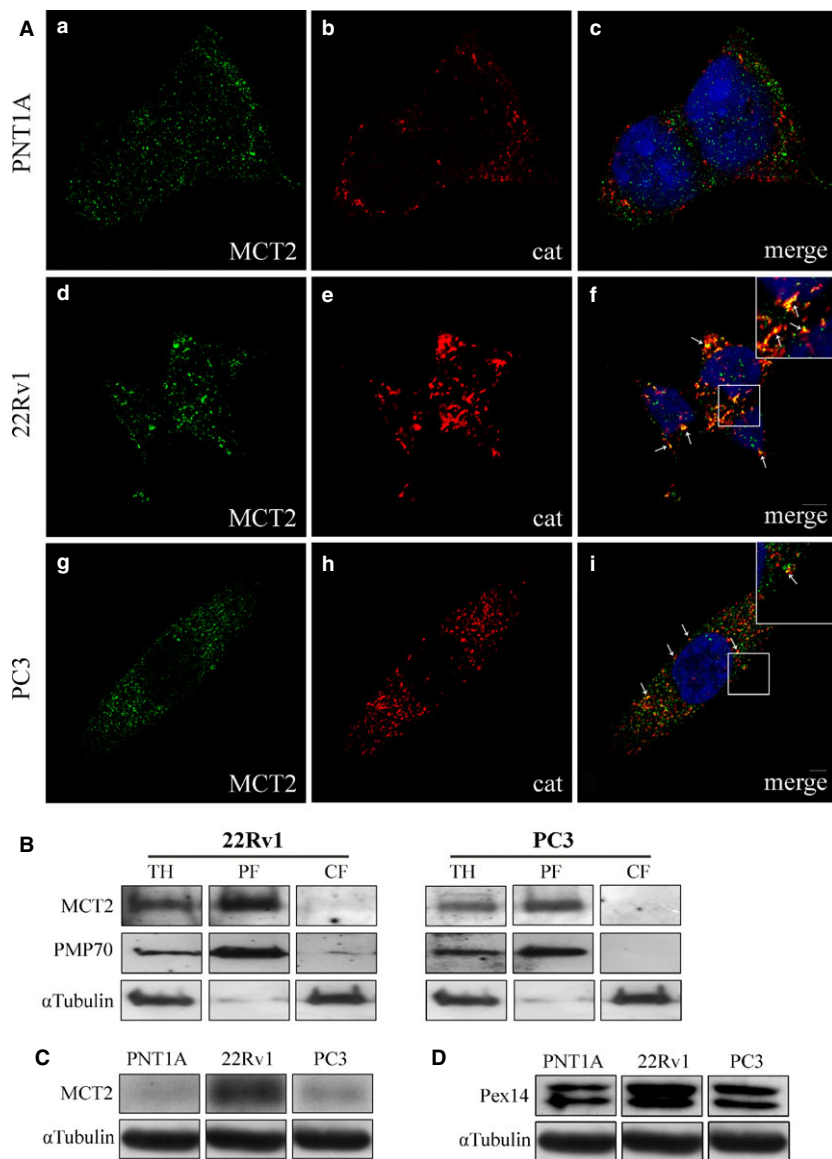 A
a
b
c
PNT1A
MCT2
cat
merge
d
e
f
22Rv1
MCT2
cat
merge
g
h
i
PC3
MCT2
cat
merge
B
22Rv1
PC3
TH PF CF
TH PF CF
MCT2
PMP70
αTubulin
C
PNT1A 22Rv1 PC3
MCT2
αTubulin
D
PNT1A 22Rv1 PC3
Pex14
αTubulin